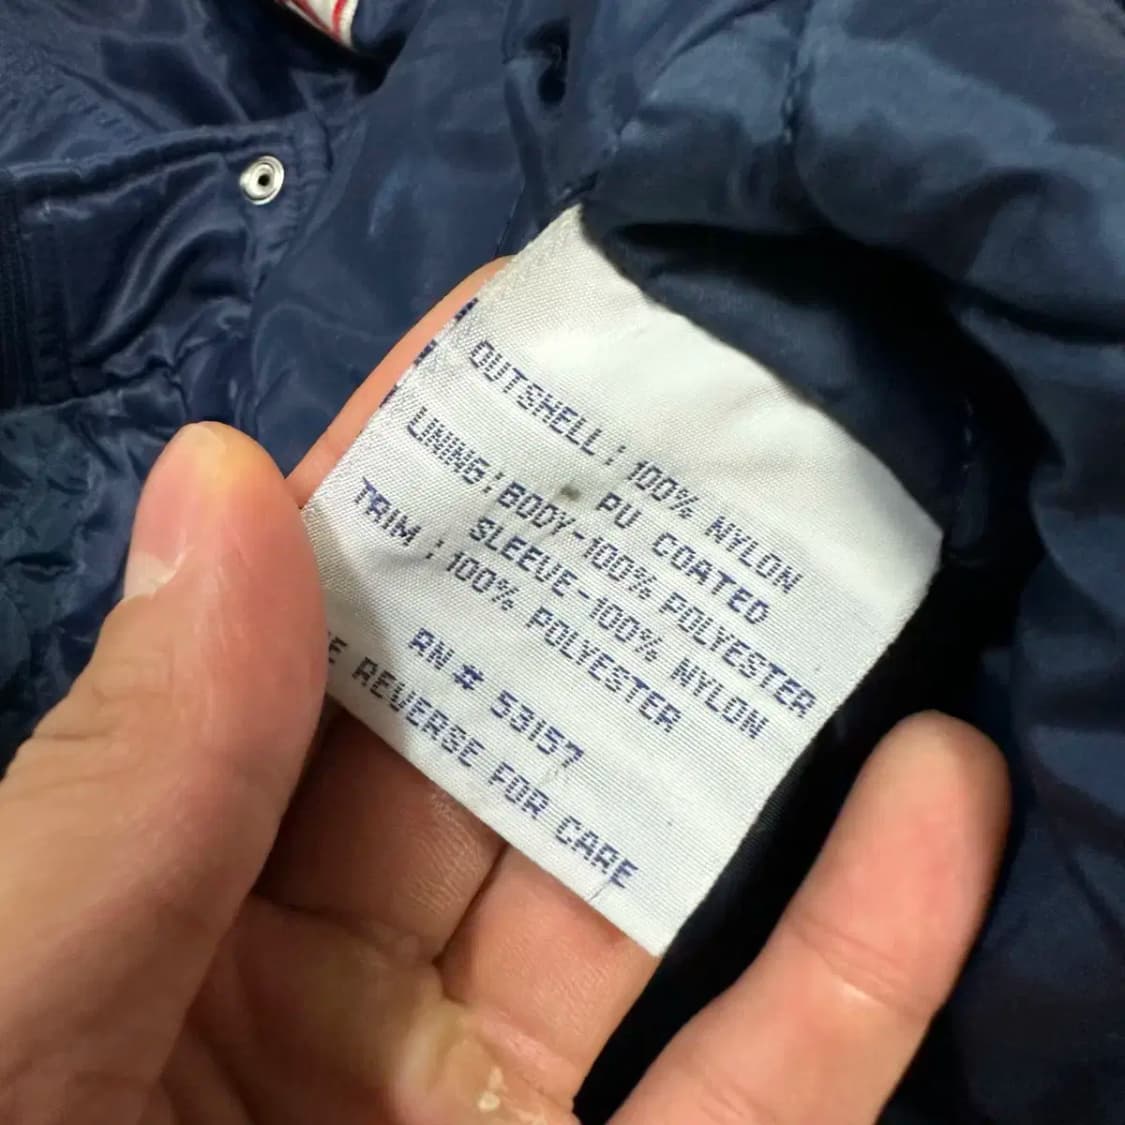 OUTSHELL: 100% NYLON
PU COATED
LINING: BODY-100% POLYESTER
SLEEVE-100% NYLON
TRIM : 100% POLYESTER
RN # 53157
REVERSE FOR CARE